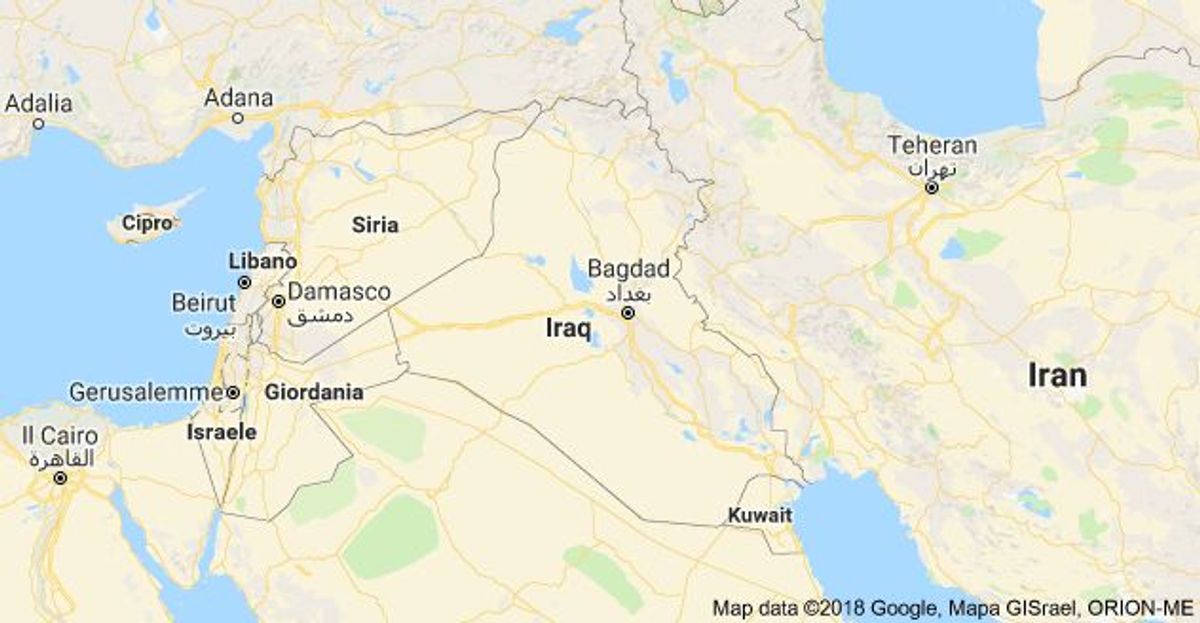 Adalia
Adana
Teheran
تهران
Cipro
Siria
Libano
Bagdad
بغداد
Damasco
دمشق
Beirut
بيروت
Iraq
Iran
Gerusalemme
Giordania
Israele
Il Cairo
القاهرة
Kuwait
Map data ©2018 Google, Mapa GISrael, ORION-ME